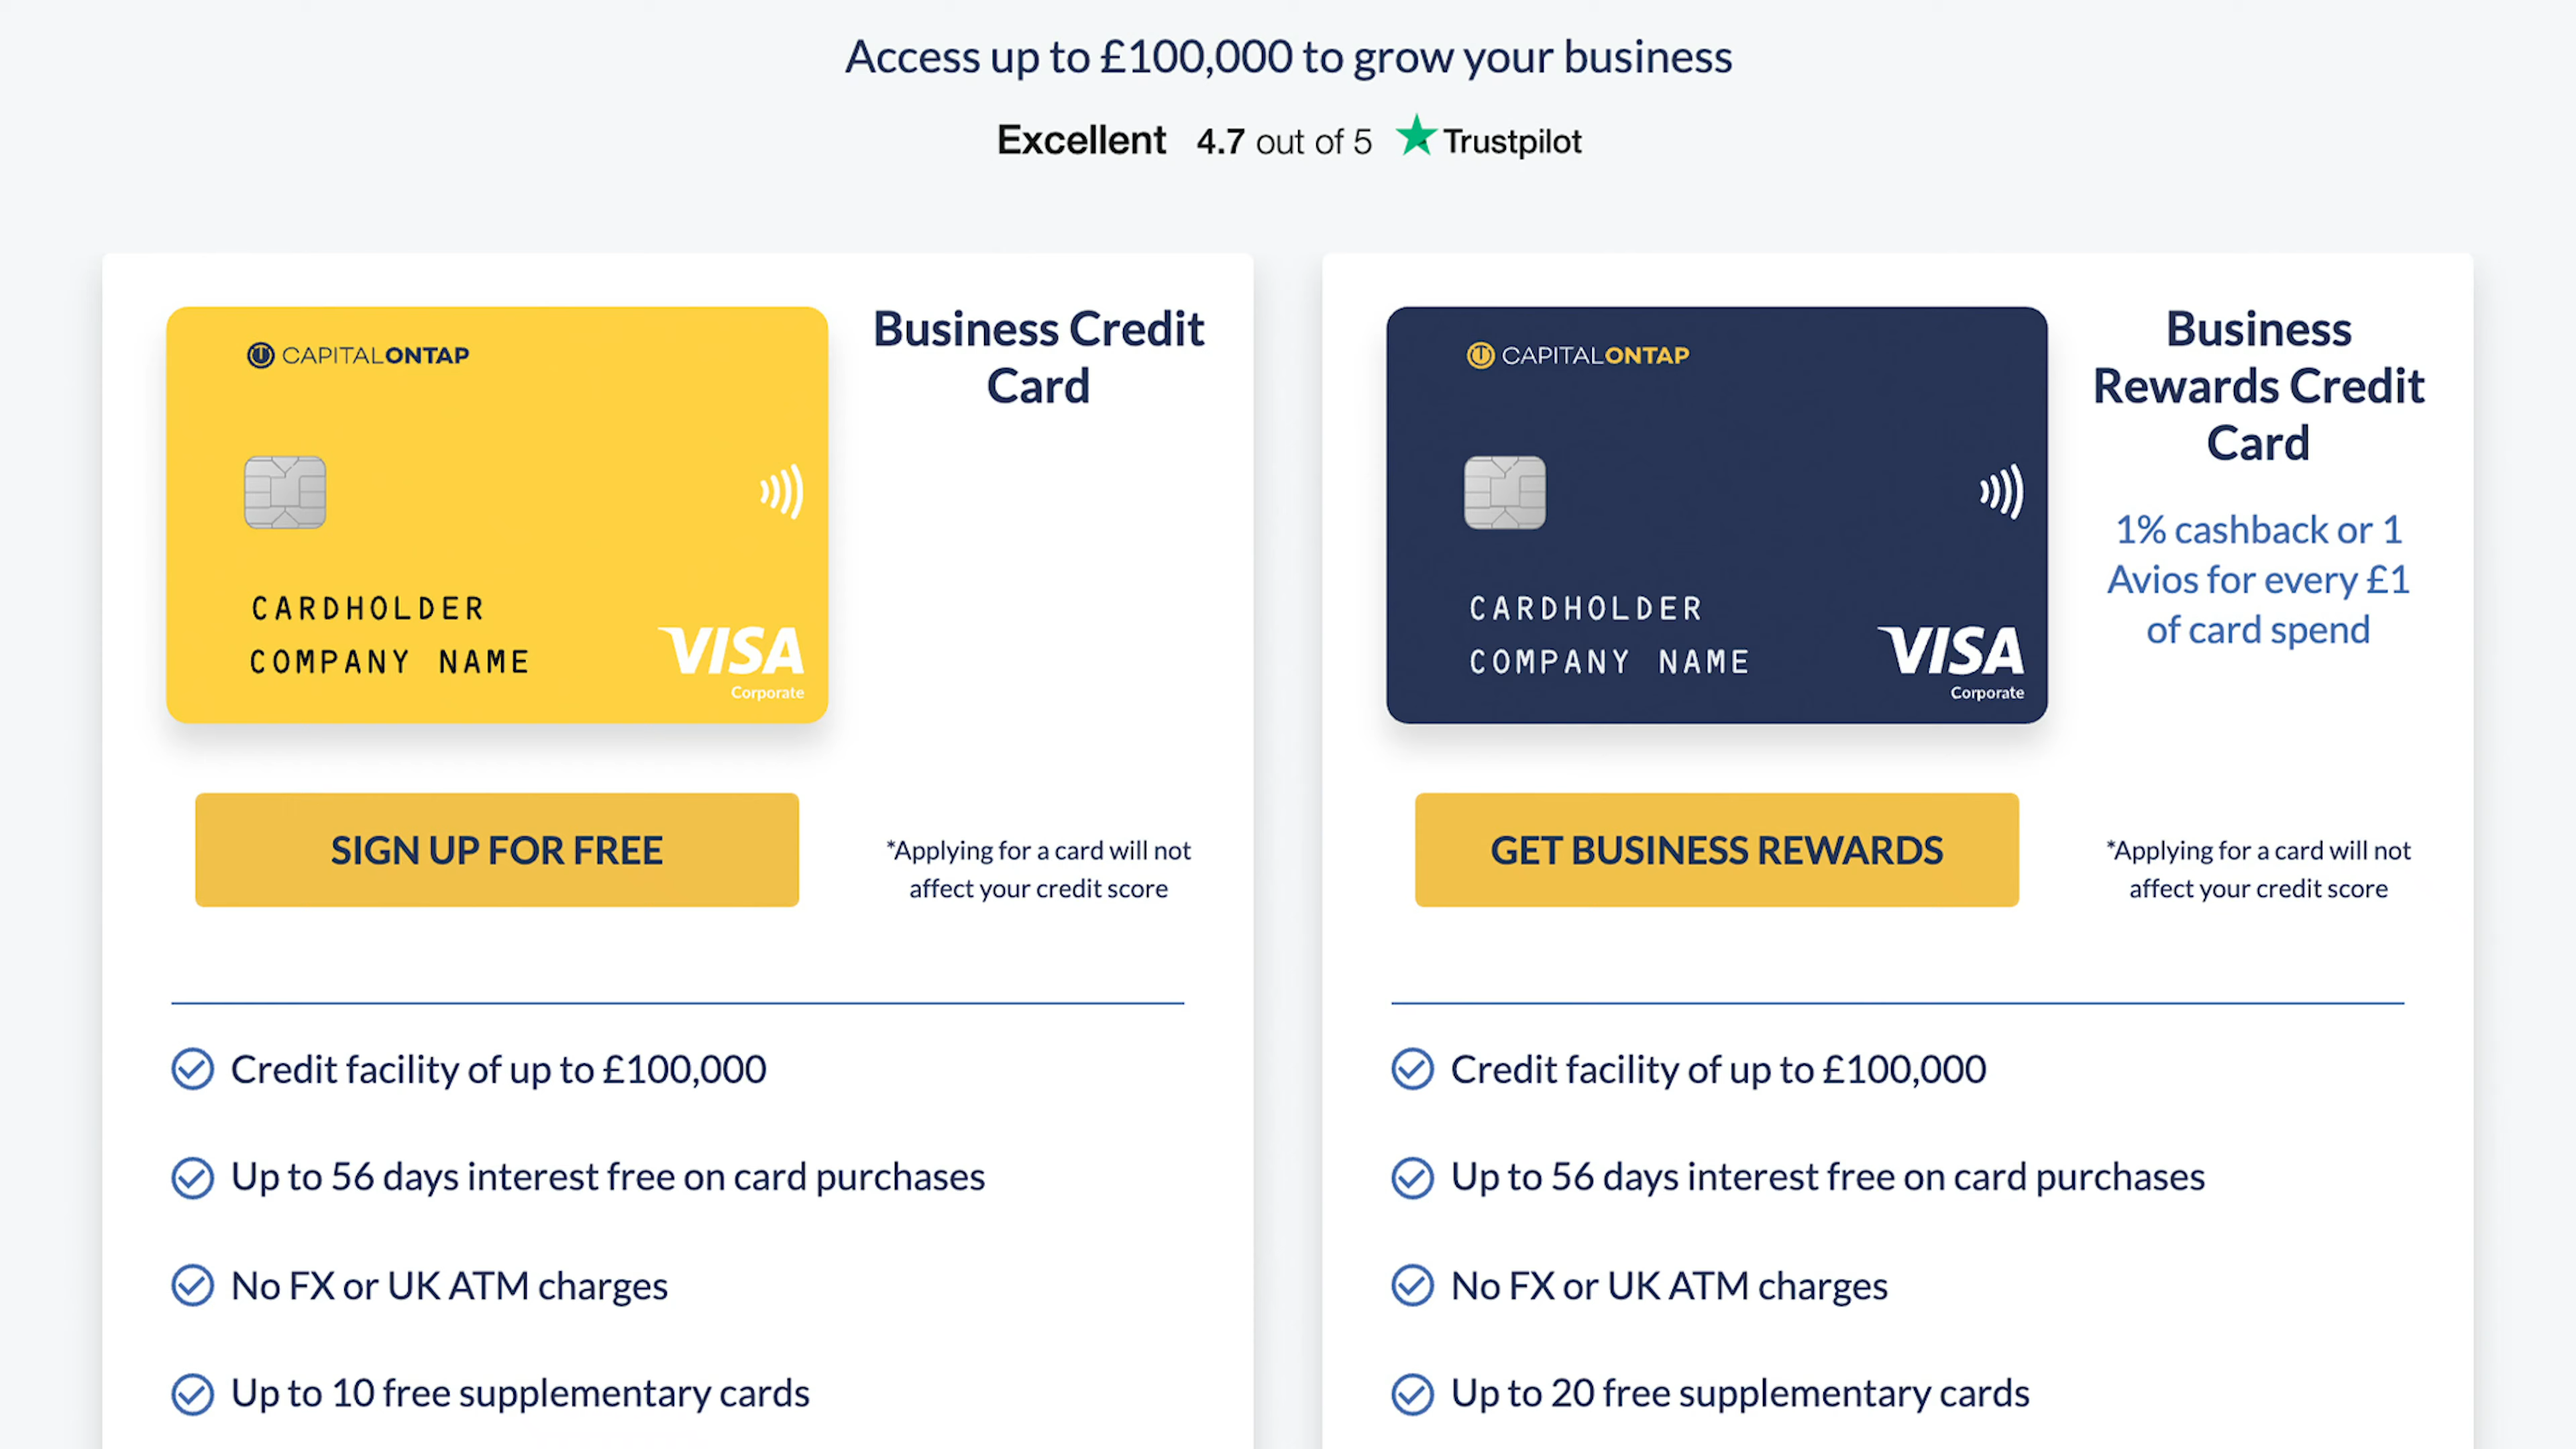 Access up to £100,000 to grow your business
Excellent 4.7 out of 5 Trustpilot
CAPITALONTAP
CARDHOLDER
COMPANY NAME
VISA
Corporate
Business Credit
Card
SIGN UP FOR FREE
*Applying for a card will not
affect your credit score
Credit facility of up to £100,000
Up to 56 days interest free on card purchases
No FX or UK ATM charges
Up to 10 free supplementary cards
CAPITALONTAP
CARDHOLDER
COMPANY NAME
VISA
Corporate
Business
Rewards Credit
Card
1% cashback or 1
Avios for every £1
of card spend
GET BUSINESS REWARDS
*Applying for a card will not
affect your credit score
Credit facility of up to £100,000
Up to 56 days interest free on card purchases
No FX or UK ATM charges
Up to 20 free supplementary cards